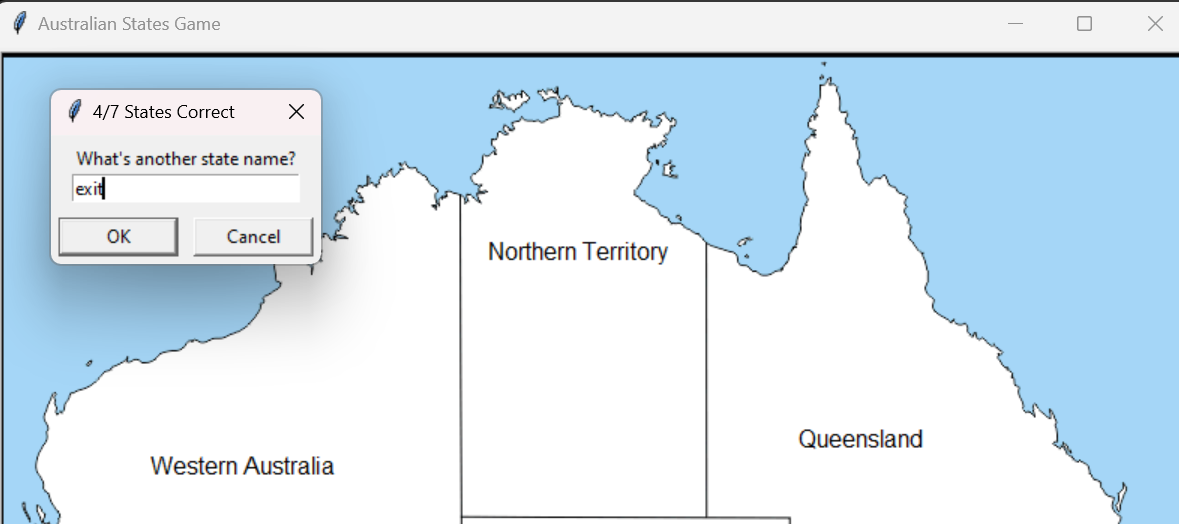 Australian States Game
4/7 States Correct
What's another state name?
exit
OK
Cancel
Northern Territory
Queensland
Western Australia